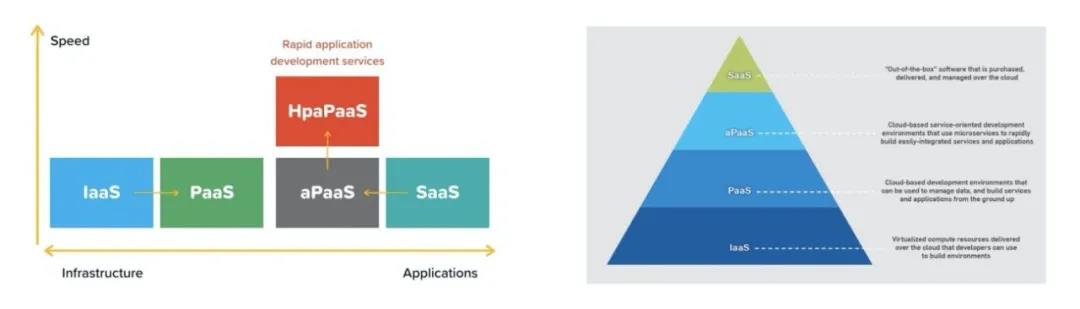 Speed
Rapid application
development services
HpaPaaS
IaaS
PaaS
aPaaS
SaaS
Infrastructure
Applications
SaaS
"Out-of-the-box" software that is purchased,
delivered, and managed over the cloud
aPaaS
Cloud-based service-oriented development
environments that use microservices to rapidly
build easily-integrated services and applications
PaaS
Cloud-based development environments that
can be used to manage data, and build services
and applications from the ground up
IaaS
Virtualized compute resources delivered
over the cloud that developers can use
to build environments